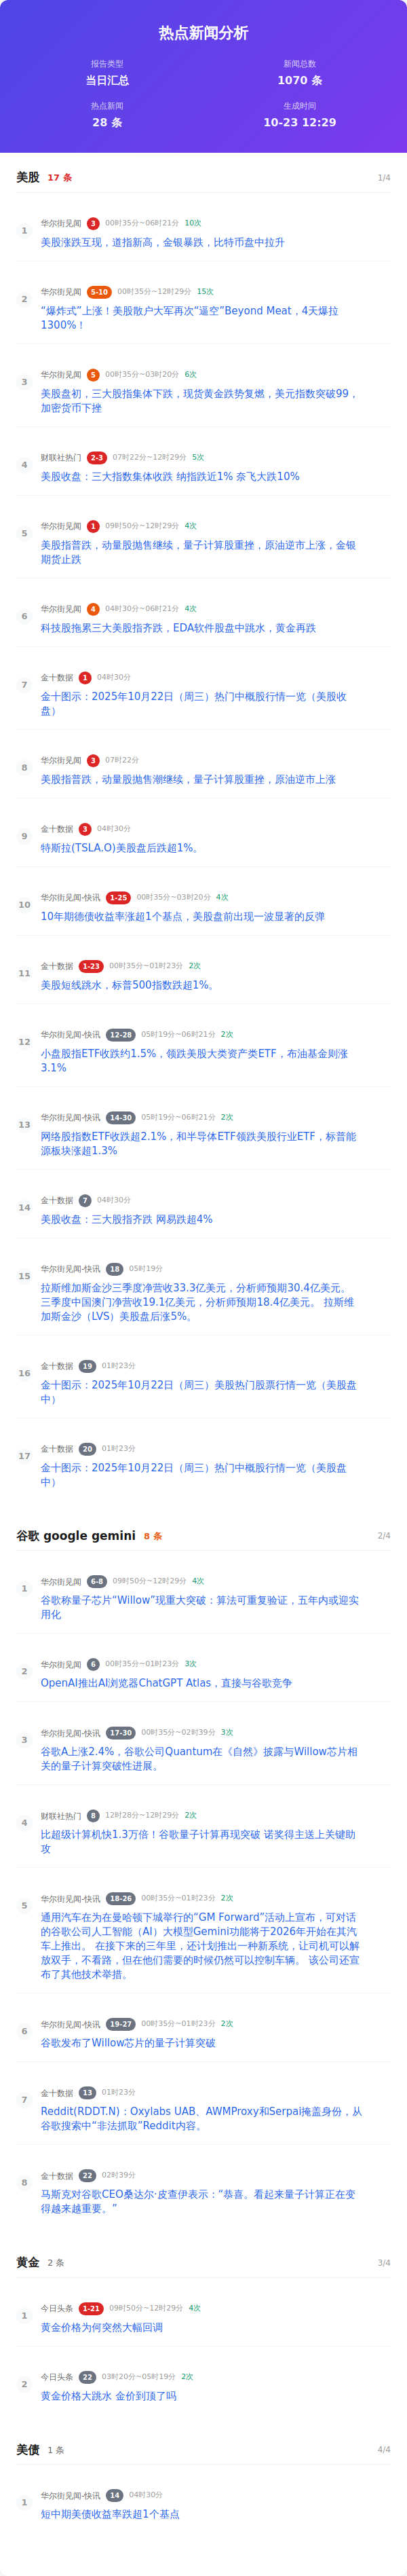 热点新闻分析
报告类型
当日汇总
新闻总数
1070 条
热点新闻
28 条
生成时间
10-23 12:29
美股 17 条 1/4
1 华尔街见闻 3 00时35分~06时21分 10次
美股涨跌互现，道指新高，金银暴跌，比特币盘中拉升
2 华尔街见闻 5-10 00时35分~12时29分 15次
“爆炸式”上涨！美股散户大军再次“逼空”Beyond Meat，4天爆拉
1300%！
3 华尔街见闻 5 00时35分~03时20分 6次
美股盘初，三大股指集体下跌，现货黄金跌势复燃，美元指数突破99，
加密货币下挫
4 财联社热门 2-3 07时22分~12时29分 5次
美股收盘：三大指数集体收跌 纳指跌近1% 奈飞大跌10%
5 华尔街见闻 1 09时50分~12时29分 4次
美股指普跌，动量股抛售继续，量子计算股重挫，原油逆市上涨，金银
期货止跌
6 华尔街见闻 4 04时30分~06时21分 4次
科技股拖累三大美股指齐跌，EDA软件股盘中跳水，黄金再跌
7 金十数据 1 04时30分
金十图示：2025年10月22日（周三）热门中概股行情一览（美股收
盘）
8 华尔街见闻 3 07时22分
美股指普跌，动量股抛售潮继续，量子计算股重挫，原油逆市上涨
9 金十数据 3 04时30分
特斯拉(TSLA.O)美股盘后跌超1%。
10 华尔街见闻-快讯 1-25 00时35分~03时20分 4次
10年期德债收益率涨超1个基点，美股盘前出现一波显著的反弹
11 金十数据 1-23 00时35分~01时23分 2次
美股短线跳水，标普500指数跌超1%。
12 华尔街见闻-快讯 12-28 05时19分~06时21分 2次
小盘股指ETF收跌约1.5%，领跌美股大类资产类ETF，布油基金则涨
3.1%
13 华尔街见闻-快讯 14-30 05时19分~06时21分 2次
网络股指数ETF收跌超2.1%，和半导体ETF领跌美股行业ETF，标普能
源板块涨超1.3%
14 金十数据 7 04时30分
美股收盘：三大股指齐跌 网易跌超4%
15 华尔街见闻-快讯 18 05时19分
拉斯维加斯金沙三季度净营收33.3亿美元，分析师预期30.4亿美元。
三季度中国澳门净营收19.1亿美元，分析师预期18.4亿美元。 拉斯维
加斯金沙（LVS）美股盘后涨5%。
16 金十数据 19 01时23分
金十图示：2025年10月22日（周三）美股热门股票行情一览（美股盘
中）
17 金十数据 20 01时23分
金十图示：2025年10月22日（周三）热门中概股行情一览（美股盘
中）
谷歌 google gemini 8 条 2/4
1 华尔街见闻 6-8 09时50分~12时29分 4次
谷歌称量子芯片“Willow”现重大突破：算法可重复验证，五年内或迎实
用化
2 华尔街见闻 6 00时35分~01时23分 3次
OpenAI推出AI浏览器ChatGPT Atlas，直接与谷歌竞争
3 华尔街见闻-快讯 17-30 00时35分~02时39分 3次
谷歌A上涨2.4%，谷歌公司Quantum在《自然》披露与Willow芯片相
关的量子计算突破性进展。
4 财联社热门 8 12时28分~12时29分 2次
比超级计算机快1.3万倍！谷歌量子计算再现突破 诺奖得主送上关键助
攻
5 华尔街见闻-快讯 18-26 00时35分~01时23分 2次
通用汽车在为在曼哈顿下城举行的“GM Forward”活动上宣布，可对话
的谷歌公司人工智能（AI）大模型Gemini功能将于2026年开始在其汽
车上推出。 在接下来的三年里，还计划推出一种新系统，让司机可以解
放双手，不看路，但在他们需要的时候仍然可以控制车辆。 该公司还宣
布了其他技术举措。
6 华尔街见闻-快讯 19-27 00时35分~01时23分 2次
谷歌发布了Willow芯片的量子计算突破
7 金十数据 13 01时23分
Reddit(RDDT.N)：Oxylabs UAB、AWMProxy和Serpai掩盖身份，从
谷歌搜索中“非法抓取”Reddit内容。
8 金十数据 22 02时39分
马斯克对谷歌CEO桑达尔·皮查伊表示：“恭喜。看起来量子计算正在变
得越来越重要。”
黄金 2 条 3/4
1 今日头条 1-21 09时50分~12时29分 4次
黄金价格为何突然大幅回调
2 今日头条 22 03时20分~05时19分 2次
黄金价格大跳水 金价到顶了吗
美债 1 条 4/4
1 华尔街见闻-快讯 14 04时30分
短中期美债收益率跌超1个基点